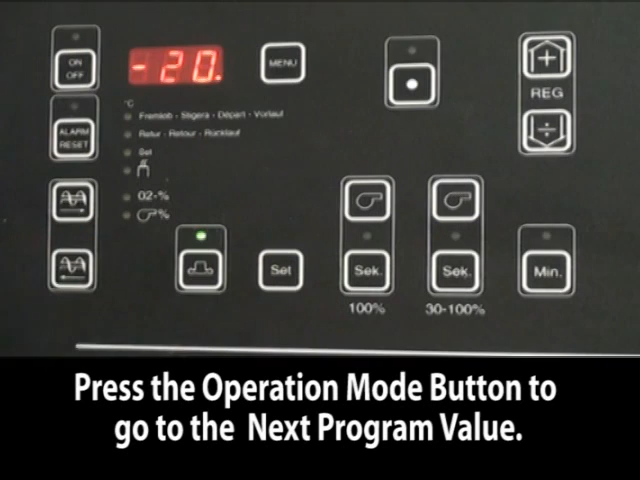 ON
OFF
-20.
MENU
REG
ALARM
RESET
°C
Fremløb - Stigera - Départ - Vorlauf
Retur - Retour - Rücklauf
Set
02-%
%
Set
Sek.
Sek.
Min.
100%
30-100%
Press the Operation Mode Button to
go to the Next Program Value.